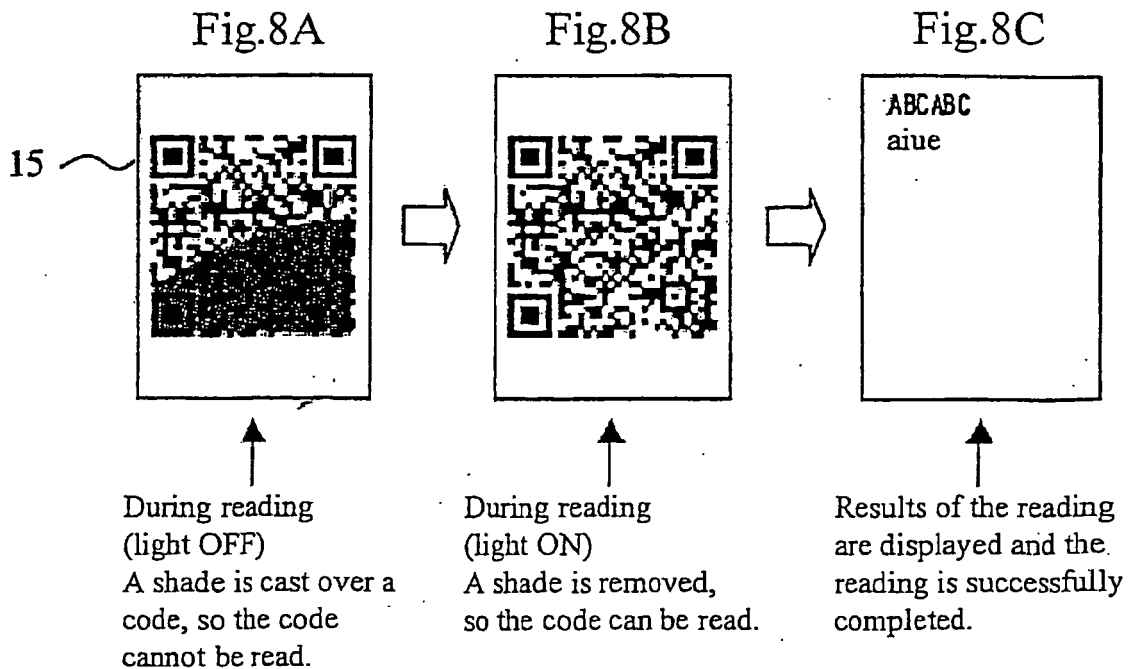 Fig.8A
Fig.8B
Fig.8C
15
ABCABC
aiue
During reading
(light OFF)
A shade is cast over a
code, so the code
cannot be read.
During reading
(light ON)
A shade is removed,
so the code can be read.
Results of the reading
are displayed and the.
reading is successfully
completed.